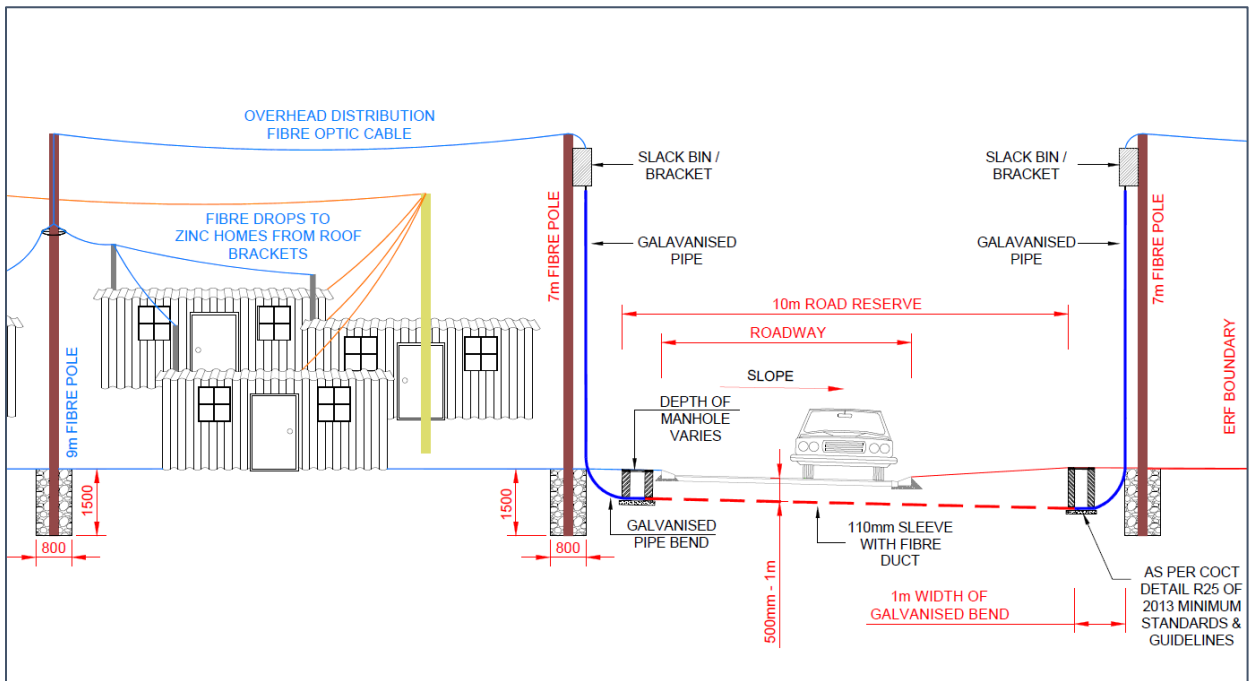 OVERHEAD DISTRIBUTION
FIBRE OPTIC CABLE
SLACK BIN /
BRACKET
SLACK BIN /
BRACKET
FIBRE DROPS TO
ZINC HOMES FROM ROOF
BRACKETS
7m FIBRE POLE
GALAVANISED
PIPE
GALAVANISED
PIPE
7m FIBRE POLE
10m ROAD RESERVE
ROADWAY
SLOPE
9m FIBRE POLE
DEPTH OF
MANHOLE
VARIES
ERF BOUNDARY
1500
800
1500
800
GALVANISED
PIPE BEND
500mm - 1m
110mm SLEEVE
WITH FIBRE
DUCT
1m WIDTH OF
GALVANISED BEND
AS PER COCT
DETAIL R25 OF
2013 MINIMUM
STANDARDS &
GUIDELINES